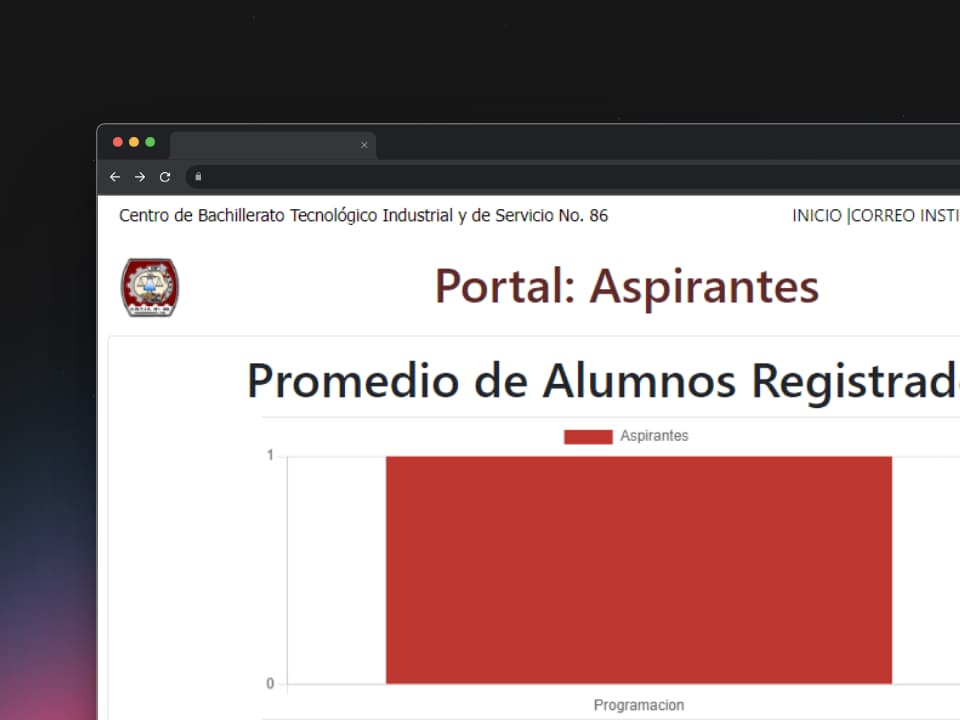 Centro de Bachillerato Tecnológico Industrial y de Servicio No. 86
INICIO |CORREO INSTI
Portal: Aspirantes
Promedio de Alumnos Registrad
Aspirantes
1
0
Programacion